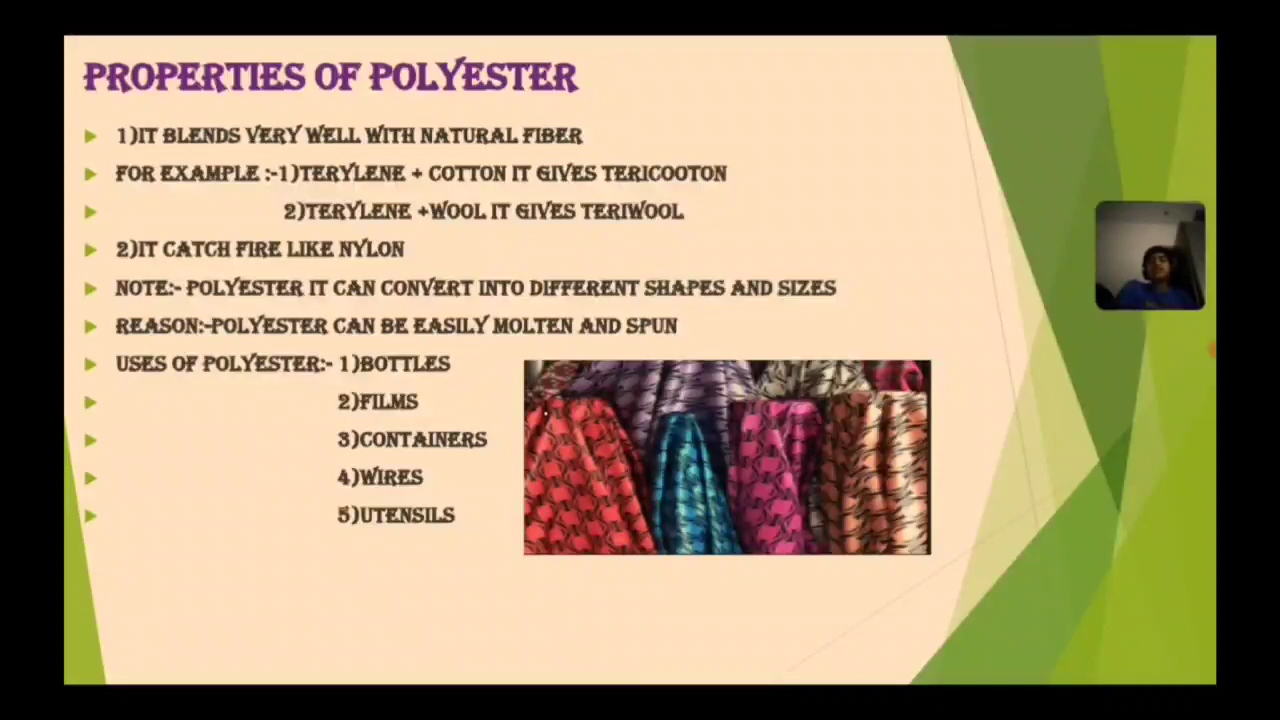 PROPERTIES OF POLYESTER
1)IT BLENDS VERY WELL WITH NATURAL FIBER
FOR EXAMPLE :-1)TERYLENE + COTTON IT GIVES TERICOOTON
2)TERYLENE +WOOL IT GIVES TERIWOOL
2)IT CATCH FIRE LIKE NYLON
NOTE:- POLYESTER IT CAN CONVERT INTO DIFFERENT SHAPES AND SIZES
REASON:-POLYESTER CAN BE EASILY MOLTEN AND SPUN
USES OF POLYESTER:- 1)BOTTLES
2)FILMS
3)CONTAINERS
4)WIRES
5)UTENSILS